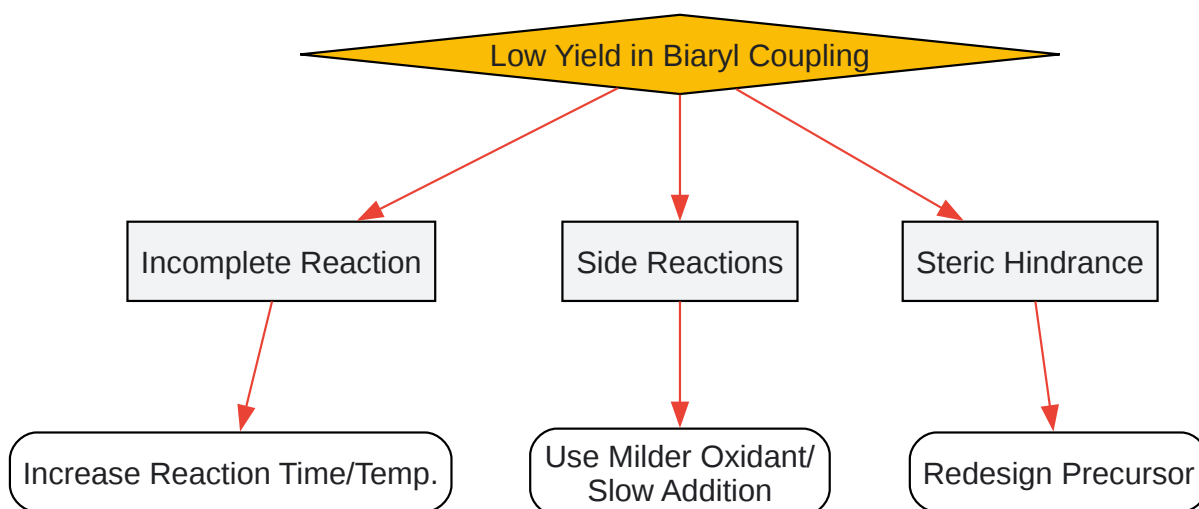 Low Yield in Biaryl Coupling
Incomplete Reaction
Side Reactions
Steric Hindrance
Increase Reaction Time/Temp.
Use Milder Oxidant/
Slow Addition
Redesign Precursor